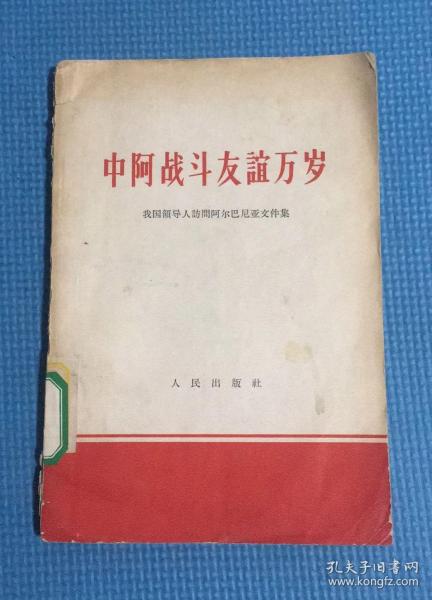 中阿战斗友誼万岁
我国領导人訪問阿尔巴尼亚文件集
人民出版社
孔夫子旧书网
www.kongfz.com